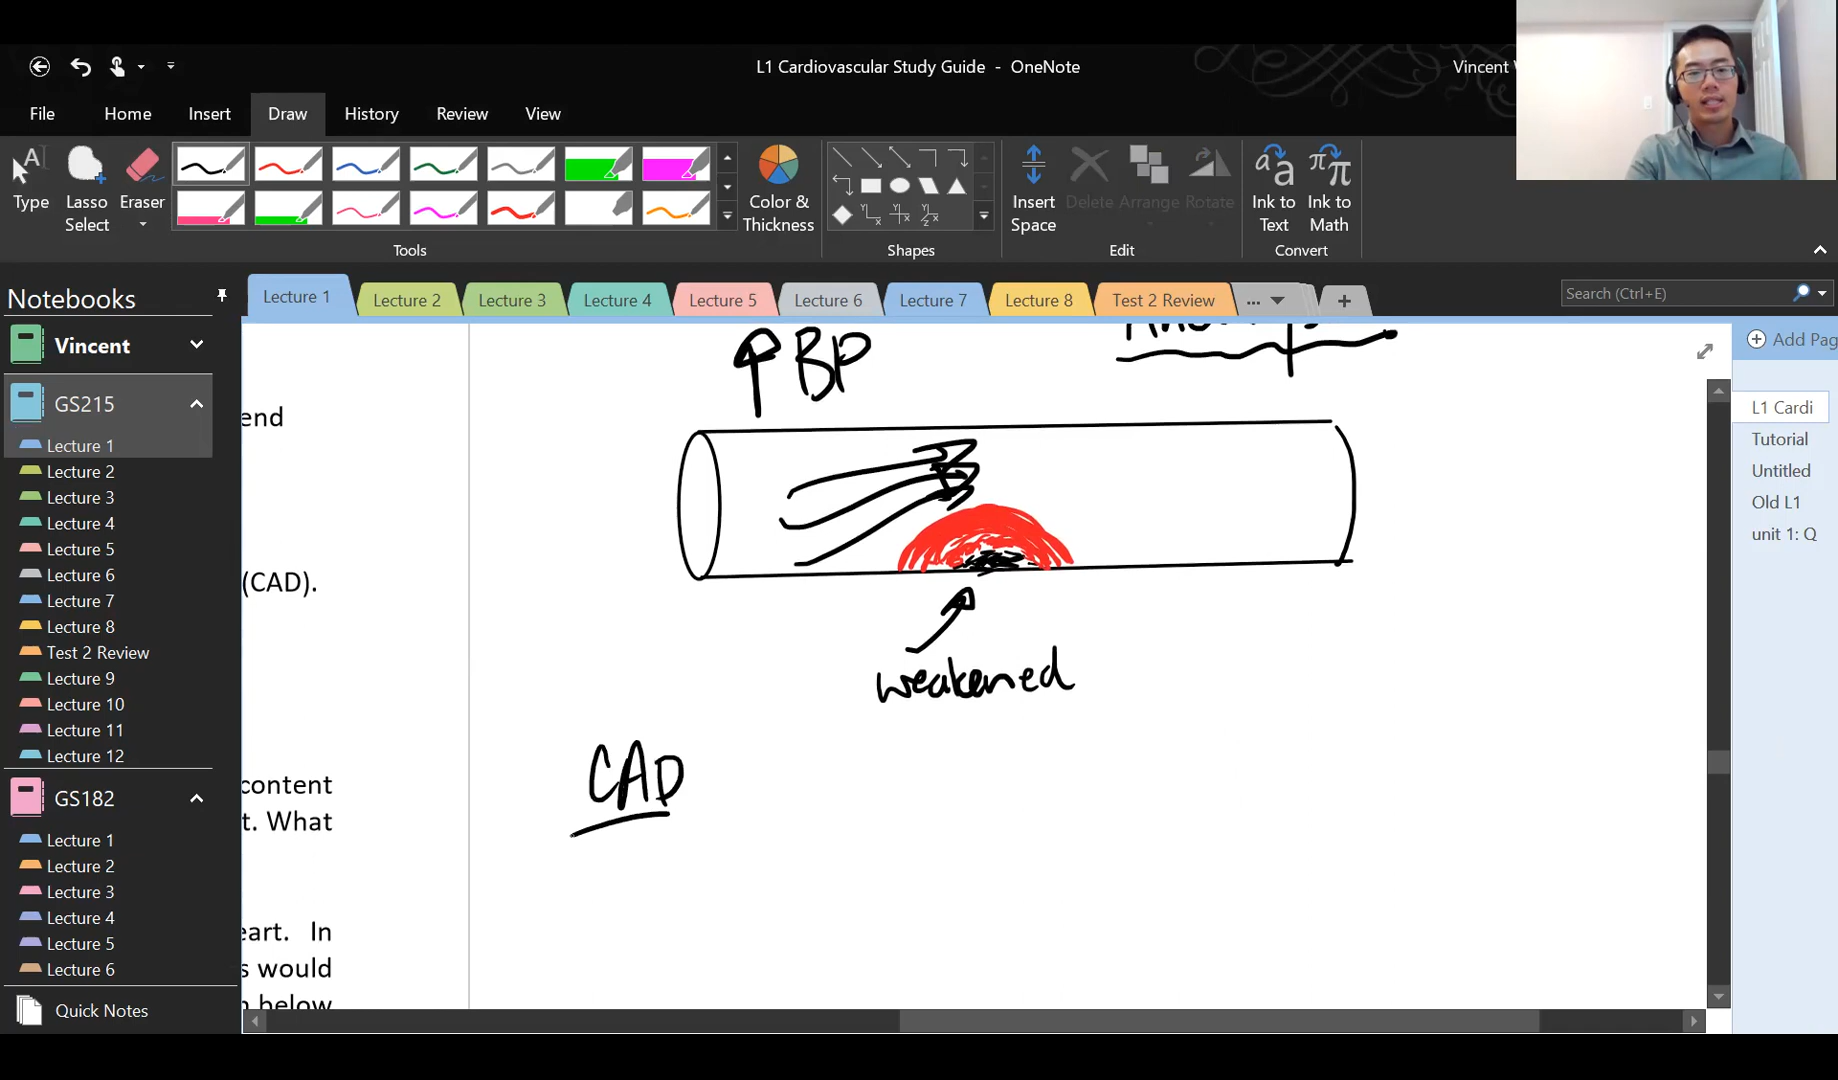 L1 Cardiovascular Study Guide - OneNote
Vincent
File
Home
Insert
Draw
History
Review
View
Type
Lasso
Select
Eraser
Color &
Thickness
Insert
Space
Delete
Arrange
Rotate
Ink to
Text
Ink to
Math
Tools
Shapes
Edit
Convert
Notebooks
Lecture 1
Lecture 2
Lecture 3
Lecture 4
Lecture 5
Lecture 6
Lecture 7
Lecture 8
Test 2 Review
...
Search (Ctrl+E)
Vincent
GS215
Lecture 1
Lecture 2
Lecture 3
Lecture 4
Lecture 5
Lecture 6
Lecture 7
Lecture 8
Test 2 Review
Lecture 9
Lecture 10
Lecture 11
Lecture 12
GS182
Lecture 1
Lecture 2
Lecture 3
Lecture 4
Lecture 5
Lecture 6
Quick Notes
end
(CAD).
content
t. What
eart. In
s would
below
↑ BP
weakened
CAD
Add Pag
L1 Cardi
Tutorial
Untitled
Old L1
unit 1: Q